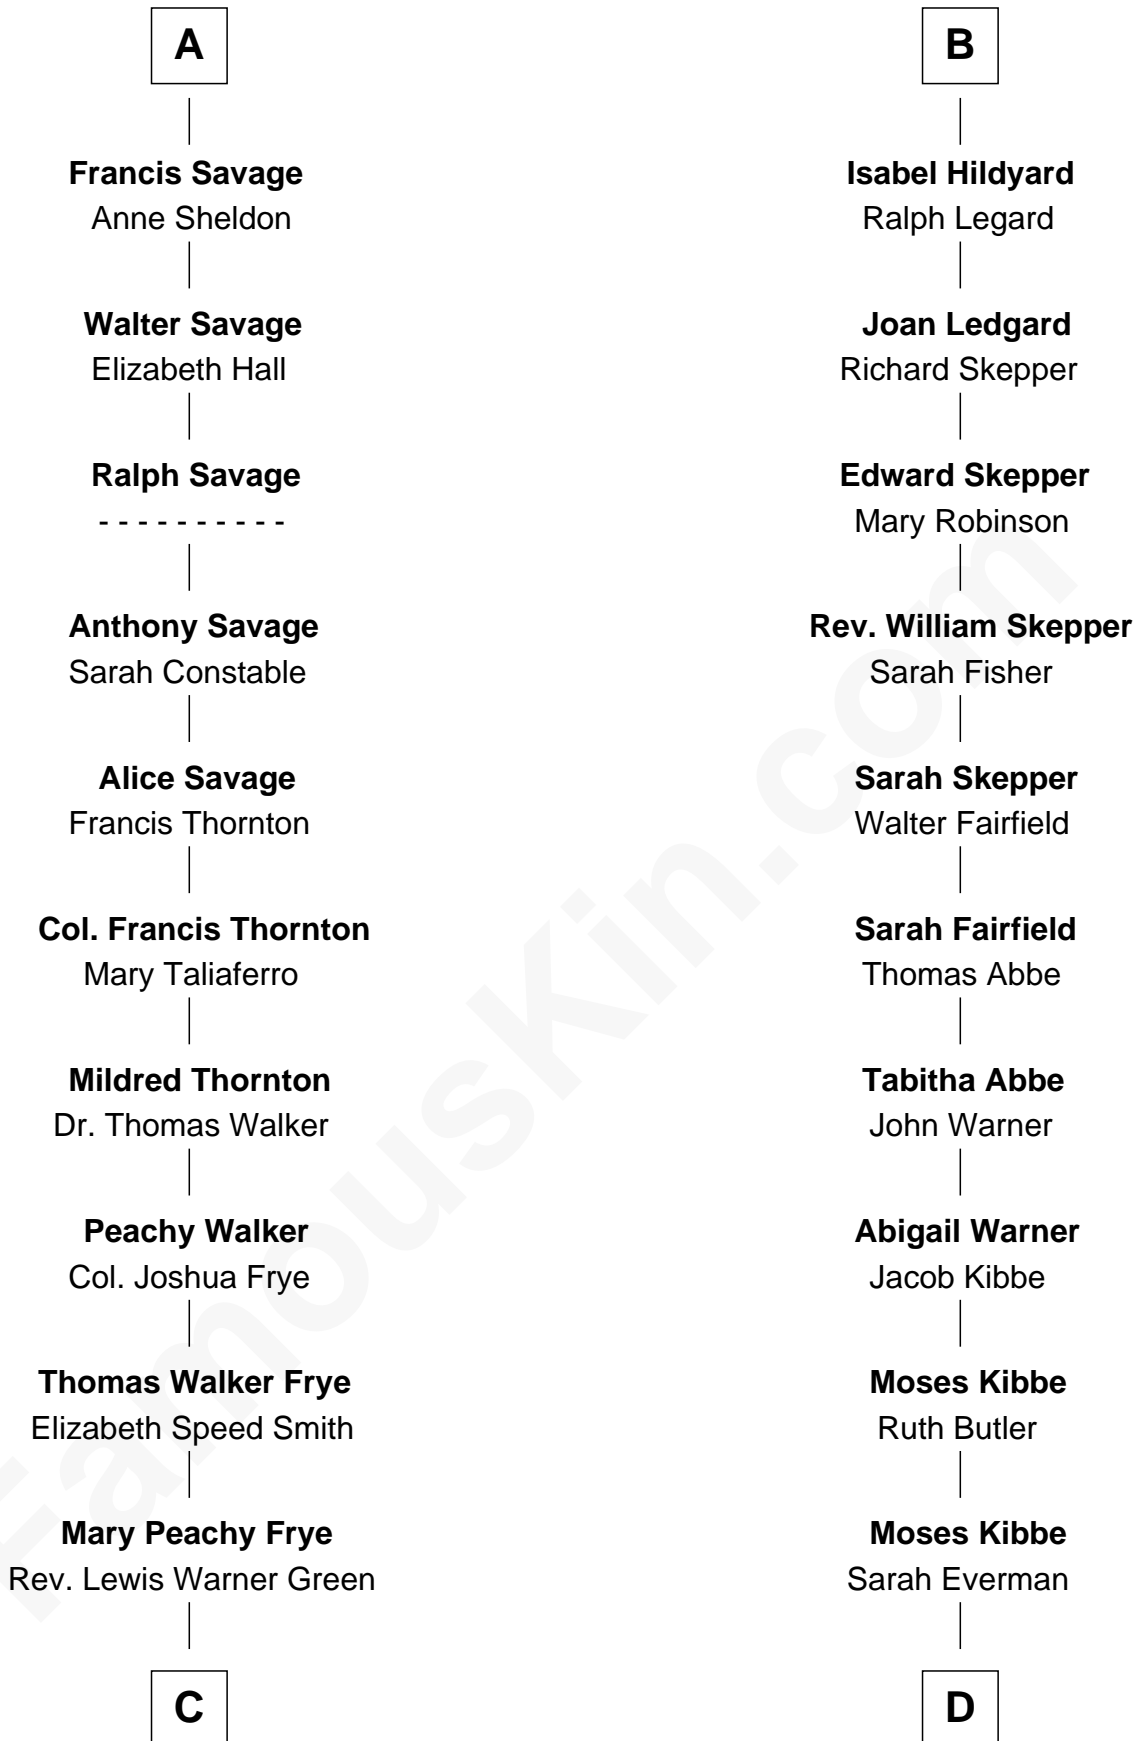 A
Francis Savage
Anne Sheldon
Walter Savage
Elizabeth Hall
Ralph Savage
- - - - - - - - - -
Anthony Savage
Sarah Constable
Alice Savage
Francis Thornton
Col. Francis Thornton
Mary Taliaferro
Mildred Thornton
Dr. Thomas Walker
Peachy Walker
Col. Joshua Frye
Thomas Walker Frye
Elizabeth Speed Smith
Mary Peachy Frye
Rev. Lewis Warner Green
C
B
Isabel Hildyard
Ralph Legard
Joan Ledgard
Richard Skepper
Edward Skepper
Mary Robinson
Rev. William Skepper
Sarah Fisher
Sarah Skepper
Walter Fairfield
Sarah Fairfield
Thomas Abbe
Tabitha Abbe
John Warner
Abigail Warner
Jacob Kibbe
Moses Kibbe
Ruth Butler
Moses Kibbe
Sarah Everman
D
FamousKin.com